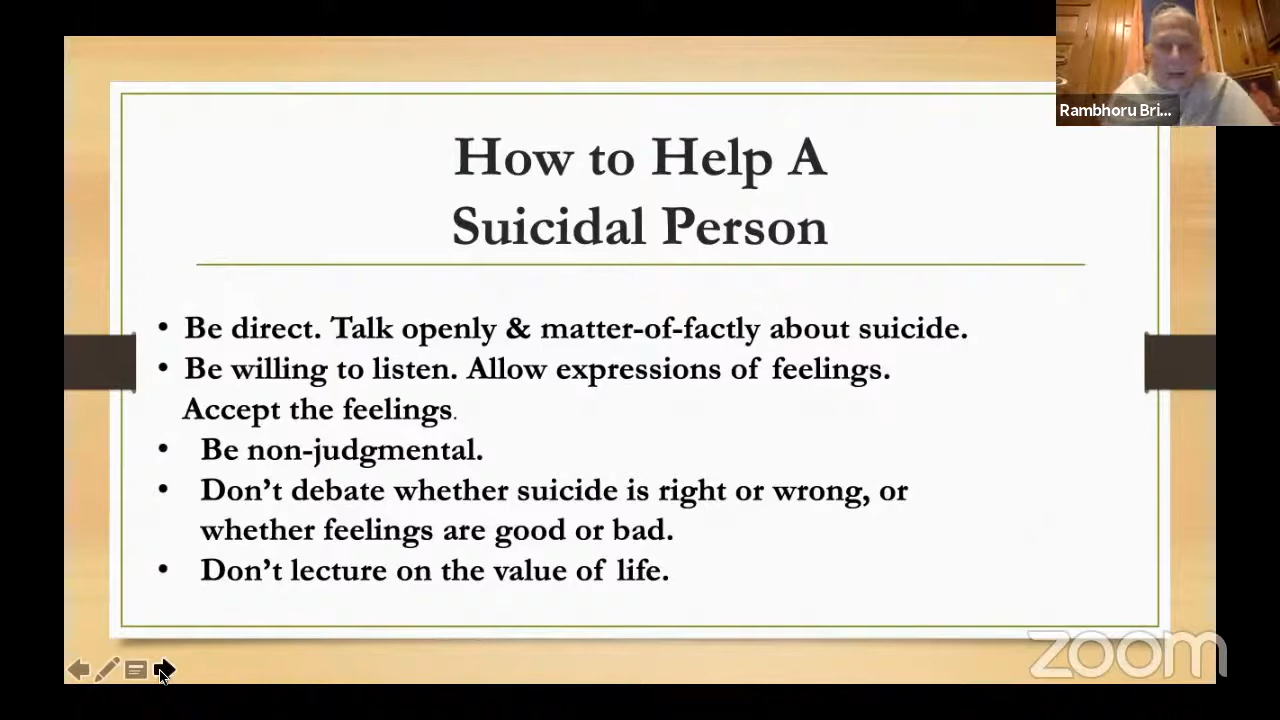 Rambhoru Bri...
How to Help A
Suicidal Person
• Be direct. Talk openly & matter-of-factly about suicide.
• Be willing to listen. Allow expressions of feelings.
Accept the feelings.
• Be non-judgmental.
• Don’t debate whether suicide is right or wrong, or
whether feelings are good or bad.
• Don’t lecture on the value of life.
zoom